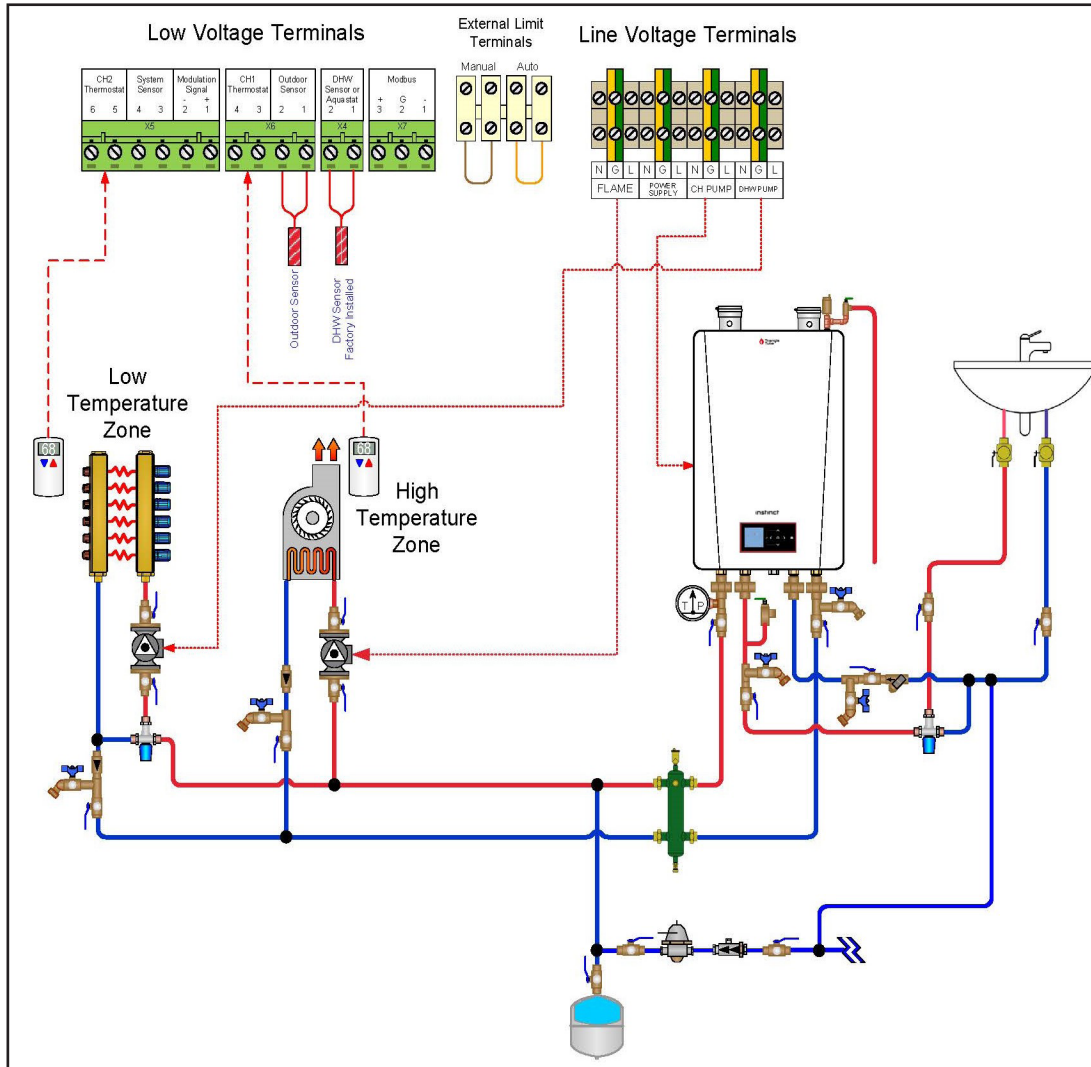 Low Voltage Terminals
External Limit
Terminals
Manual Auto
Line Voltage Terminals
CH2
Thermostat
6 5
System
Sensor
4 3
Modulation
Signal
- +
2 1
X5
CH1
Thermostat
4 3
Outdoor
Sensor
2 1
X6
DHW
Sensor or
Aquastat
2 1
X4
Modbus
+ G -
3 2 1
X7
N G L N G L N G L N G L
FLAME
POWER
SUPPLY
CH PUMP
DHW PUMP
Outdoor Sensor
DHW Sensor
Factory Installed
Low
Temperature
Zone
68
68
High
Temperature
Zone
instinct
T P